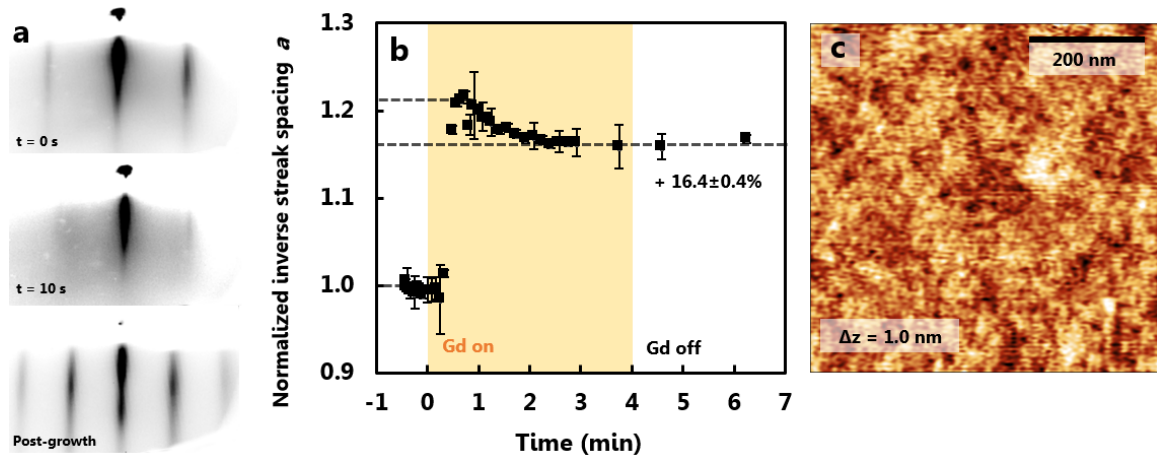 a
t = 0 s
t = 10 s
Post-growth
b
Normalized inverse streak spacing a
1.3
1.2
1.1
1.0
0.9
+ 16.4±0.4%
Gd on
Gd off
-1 0 1 2 3 4 5 6 7
Time (min)
c
200 nm
Δz = 1.0 nm